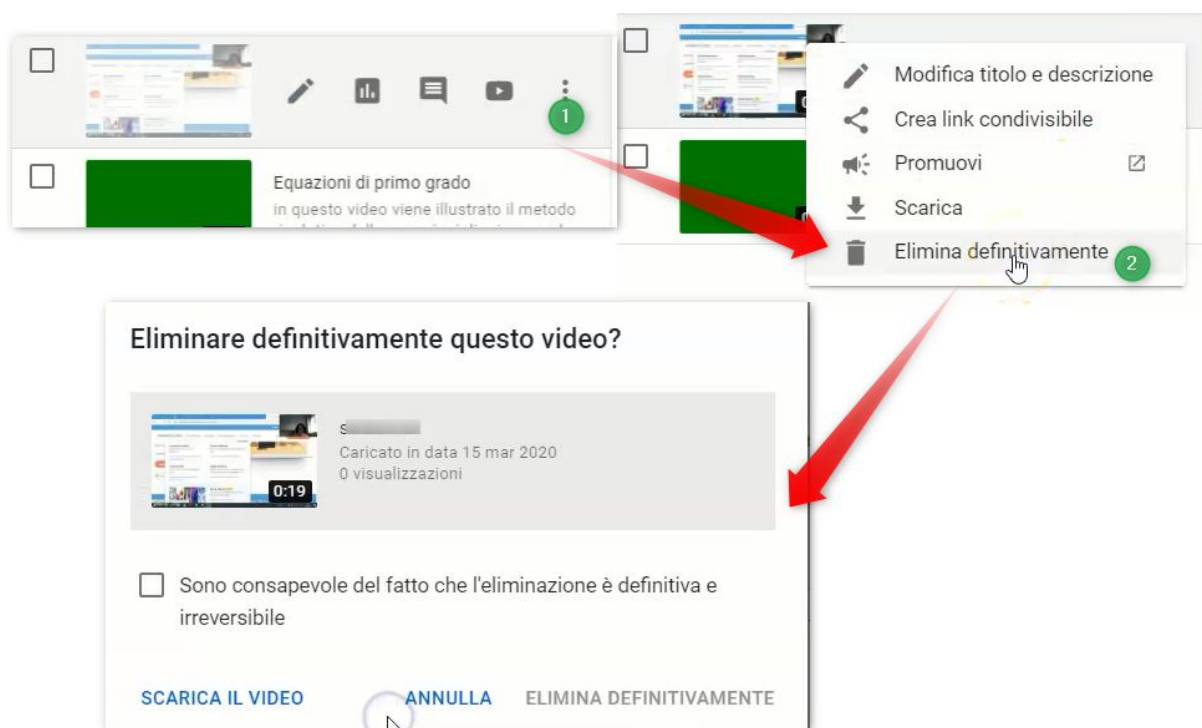 1
Equazioni di primo grado
in questo video viene illustrato il metodo
Modifica titolo e descrizione
Crea link condivisibile
Promuovi
Scarica
Elimina definitivamente
2
Eliminare definitivamente questo video?
s
Caricato in data 15 mar 2020
0 visualizzazioni
0:19
Sono consapevole del fatto che l'eliminazione è definitiva e
irreversibile
SCARICA IL VIDEO ANNULLA ELIMINA DEFINITIVAMENTE